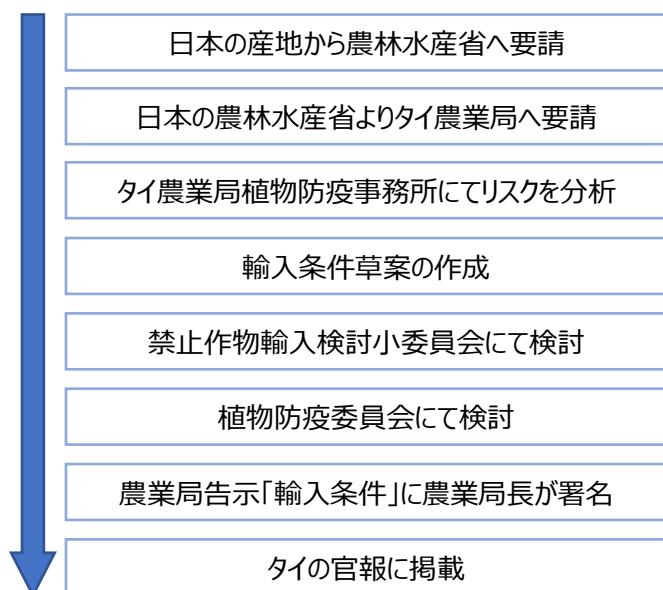 日本の産地から農林水産省へ要請
日本の農林水産省よりタイ農業局へ要請
タイ農業局植物防疫事務所にてリスクを分析
輸入条件草案の作成
禁止作物輸入検討小委員会にて検討
植物防疫委員会にて検討
農業局告示「輸入条件」に農業局長が署名
タイの官報に掲載